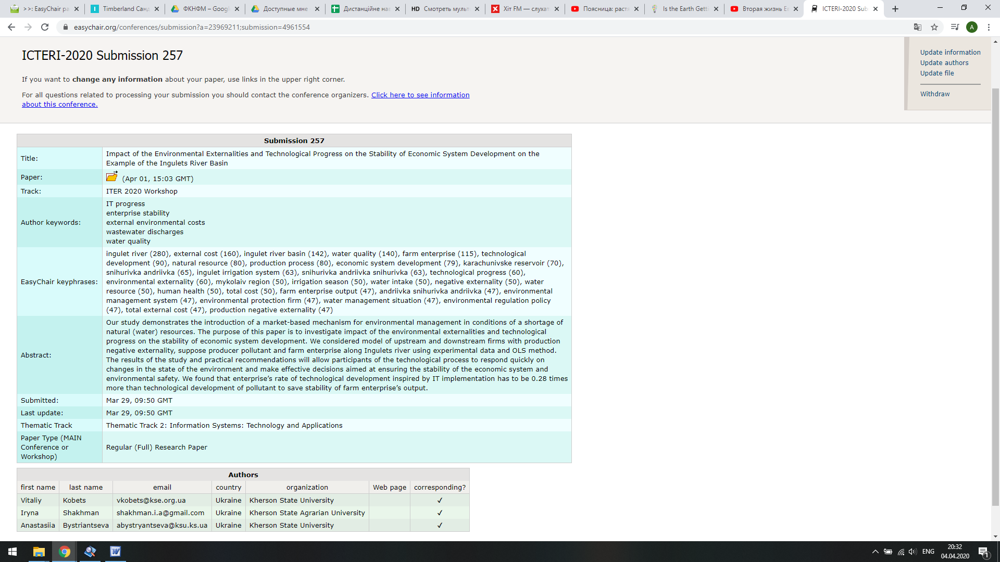 >>: EasyChair ра
Timberland Санд
ФКНФМ – Googl
Доступные мне
Дистанційне нав
HD Смотреть мульт
Хіт FM — слухат
Поясница: растя
Is the Earth Getti
Вторая жизнь Е
ICTERI-2020 Sub
easychair.org/conferences/submission?a=23969211;submission=4961554
A
ICTERI-2020 Submission 257
If you want to change any information about your paper, use links in the upper right corner.
For all questions related to processing your submission you should contact the conference organizers. Click here to see information
about this conference.
Update information
Update authors
Update file
Withdraw
Submission 257
Title: Impact of the Environmental Externalities and Technological Progress on the Stability of Economic System Development on the
Example of the Ingulets River Basin
Paper: (Apr 01, 15:03 GMT)
Track: ITER 2020 Workshop
Author keywords: IT progress
enterprise stability
external environmental costs
wastewater discharges
water quality
EasyChair keyphrases: ingulet river (280), external cost (160), ingulet river basin (142), water quality (140), farm enterprise (115), technological
development (90), natural resource (80), production process (80), economic system development (79), karachunivske reservoir (70),
snihurivka andriivka (65), ingulet irrigation system (63), snihurivka andriivka snihurivka (63), technological progress (60),
environmental externality (60), mykolaiv region (50), irrigation season (50), water intake (50), negative externality (50), water
resource (50), human health (50), total cost (50), farm enterprise output (47), andriivka snihurivka andriivka (47), environmental
management system (47), environmental protection firm (47), water management situation (47), environmental regulation policy
(47), total external cost (47), production negative externality (47)
Abstract: Our study demonstrates the introduction of a market-based mechanism for environmental management in conditions of a shortage of
natural (water) resources. The purpose of this paper is to investigate impact of the environmental externalities and technological
progress on the stability of economic system development. We considered model of upstream and downstream firms with production
negative externality, suppose producer pollutant and farm enterprise along Ingulets river using experimental data and OLS method.
The results of the study and practical recommendations will allow participants of the technological process to respond quickly on
changes in the state of the environment and make effective decisions aimed at ensuring the stability of the economic system and
environmental safety. We found that enterprise’s rate of technological development inspired by IT implementation has to be 0.28 times
more than technological development of pollutant to save stability of farm enterprise’s output.
Submitted: Mar 29, 09:50 GMT
Last update: Mar 29, 09:50 GMT
Thematic Track Thematic Track 2: Information Systems: Technology and Applications
Paper Type (MAIN
Conference or
Workshop) Regular (Full) Research Paper
Authors
first name last name email country organization Web page corresponding?
Vitaliy Kobets vkobets@kse.org.ua Ukraine Kherson State University ✓
Iryna Shakhman shakhman.i.a@gmail.com Ukraine Kherson State Agrarian University ✓
Anastasiia Bystriantseva abystryantseva@ksu.ks.ua Ukraine Kherson State University ✓
ENG
20:32
04.04.2020
1